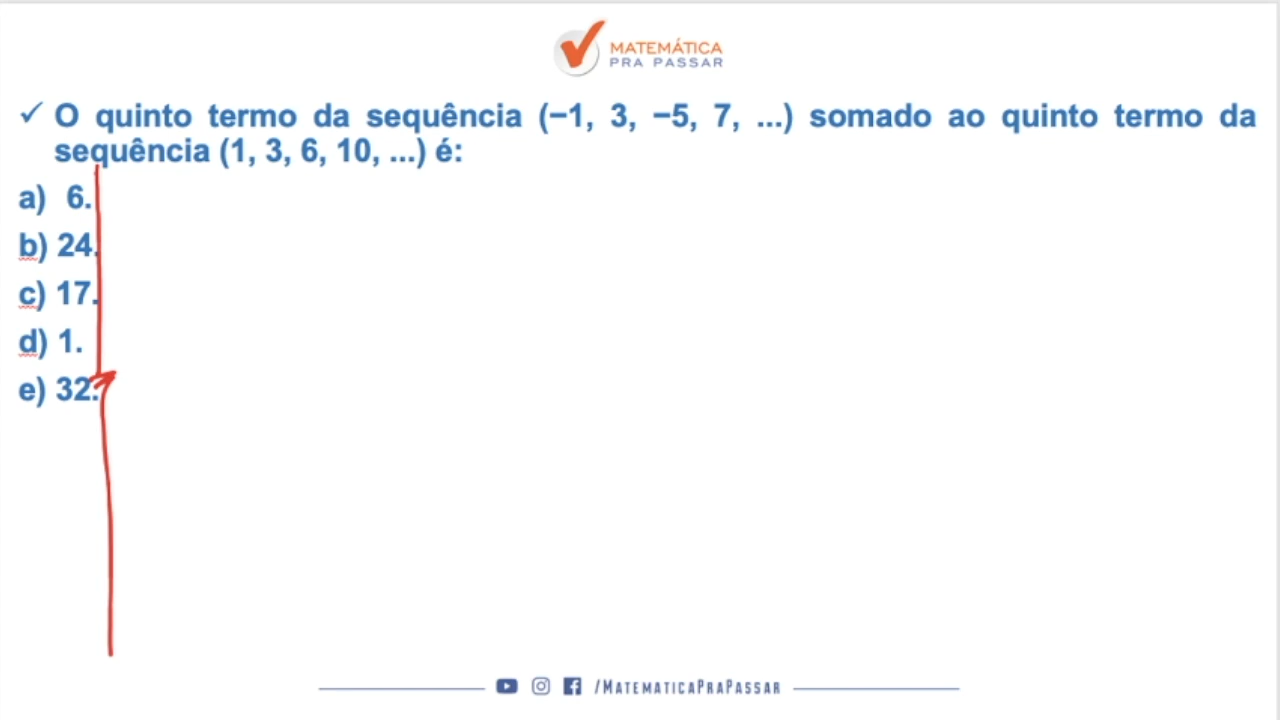 MATEMÁTICA
PRA PASSAR
✓ O quinto termo da sequência (−1, 3, −5, 7, ...) somado ao quinto termo da
sequência (1, 3, 6, 10, ...) é:
a) 6.
b) 24.
c) 17.
d) 1.
e) 32.
/MATEMATICAPRAPASSAR